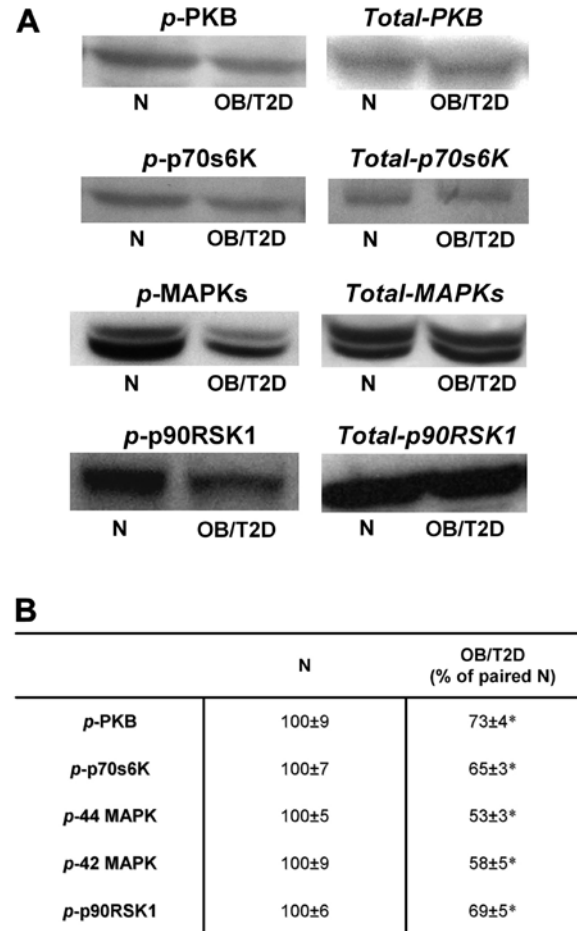 A
p-PKB Total-PKB
N OB/T2D N OB/T2D
p-p70s6K Total-p70s6K
N OB/T2D N OB/T2D
p-MAPKs Total-MAPKs
N OB/T2D N OB/T2D
p-p90RSK1 Total-p90RSK1
N OB/T2D N OB/T2D
B
N OB/T2D
(% of paired N)
p-PKB 100±9 73±4*
p-p70s6K 100±7 65±3*
p-44 MAPK 100±5 53±3*
p-42 MAPK 100±9 58±5*
p-p90RSK1 100±6 69±5*